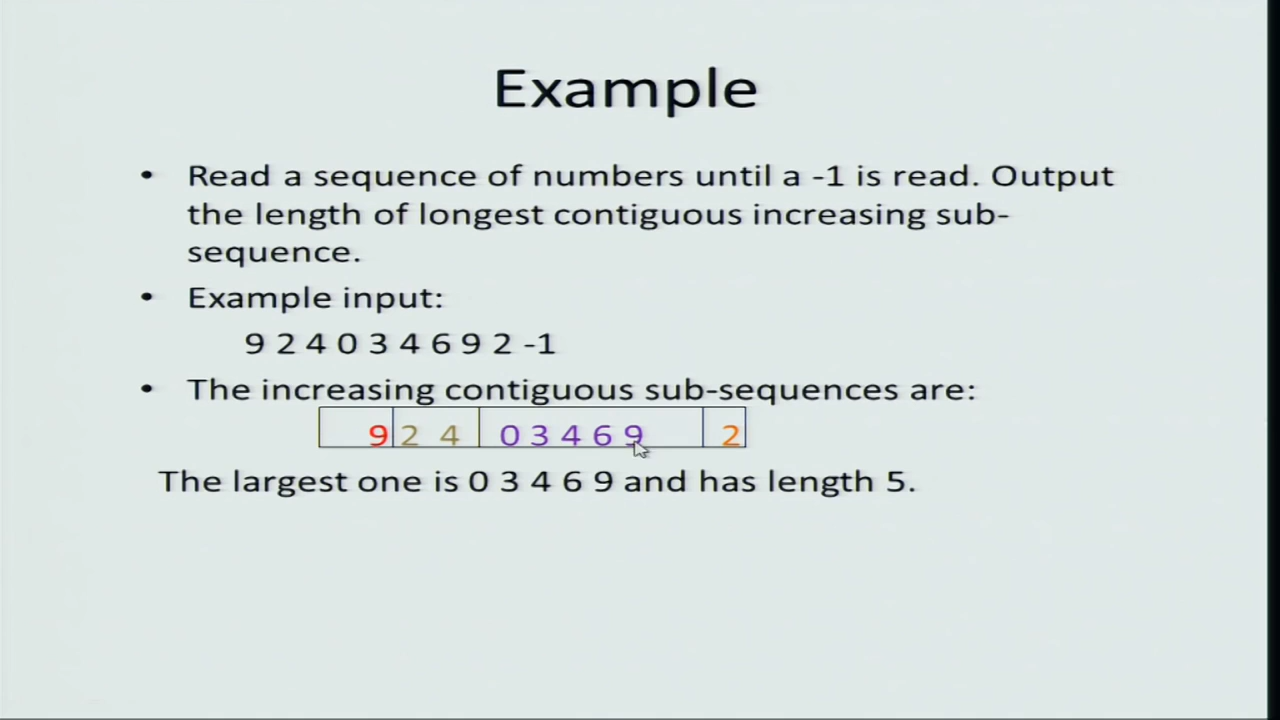 Example
• Read a sequence of numbers until a -1 is read. Output
the length of longest contiguous increasing sub-
sequence.
• Example input:
9 2 4 0 3 4 6 9 2 -1
• The increasing contiguous sub-sequences are:
9 2 4 0 3 4 6 9 2
The largest one is 0 3 4 6 9 and has length 5.